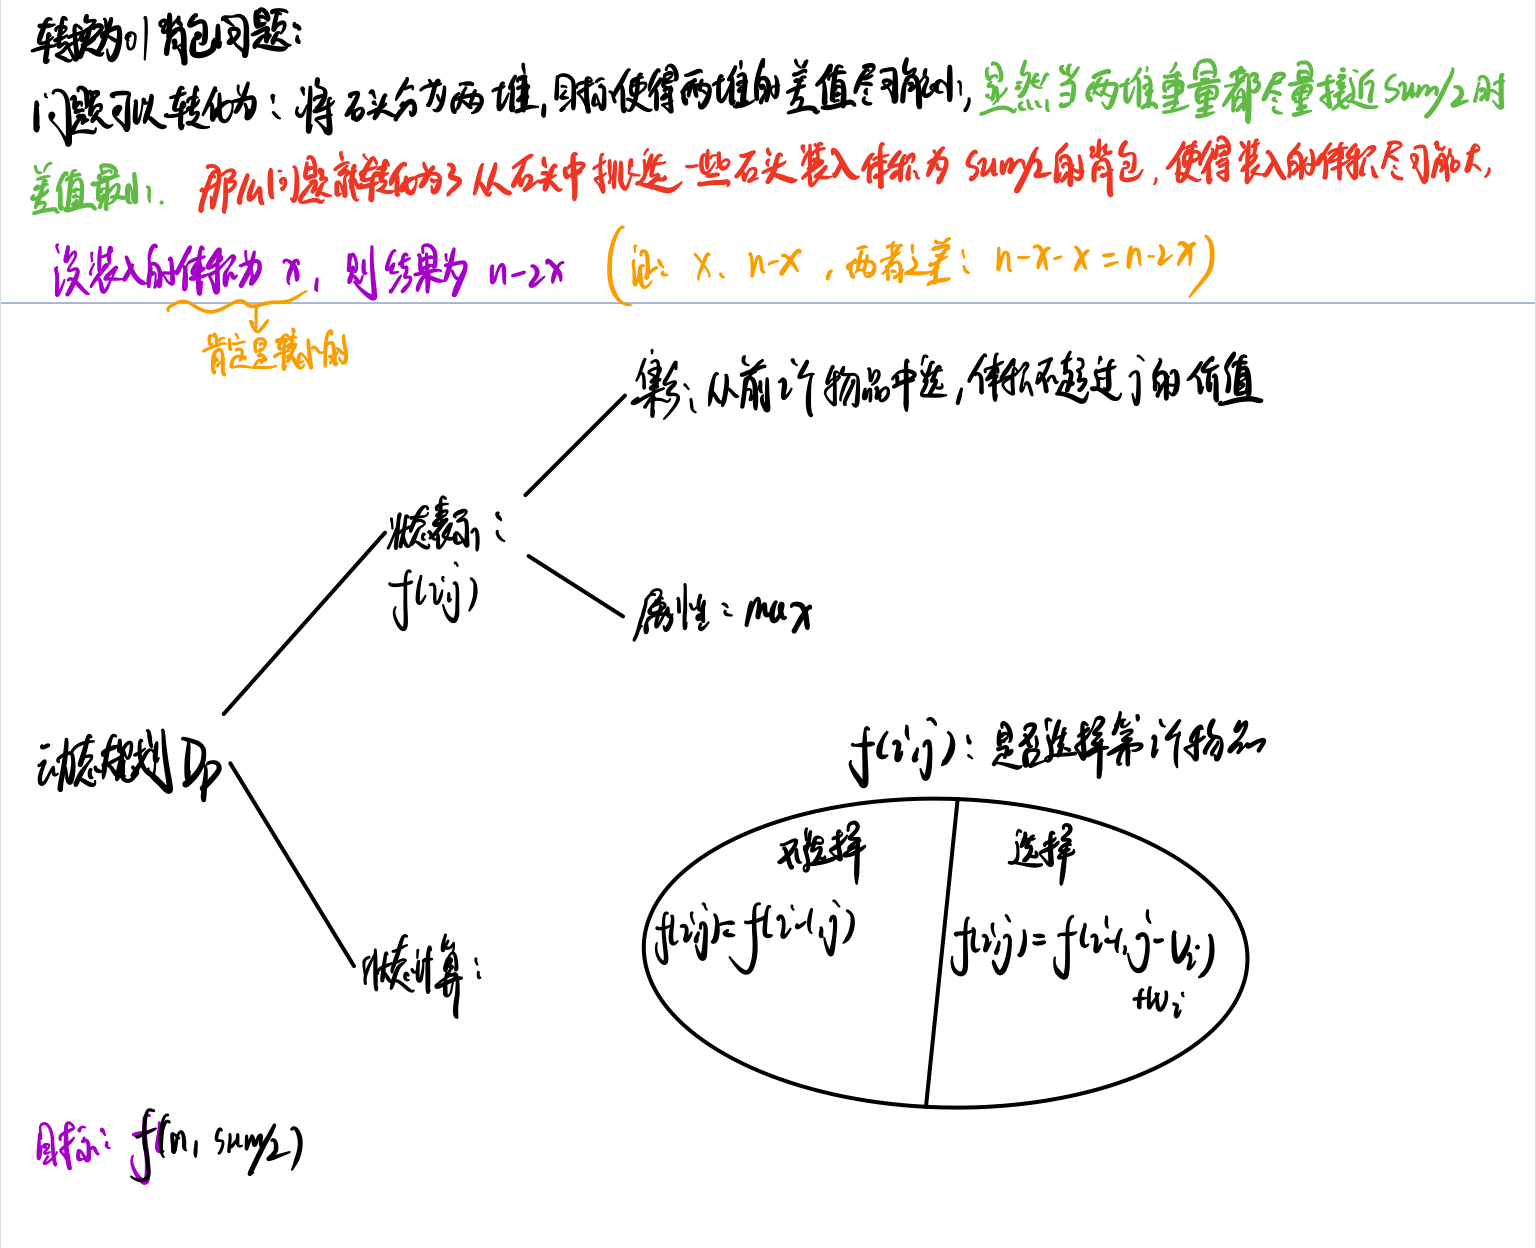 转换为01背包问题:
问题可以转化为:将石头分为两堆,目标使得两堆的差值尽可能小,显然当两堆重量都尽量接近sum/2时
差值最小. 那么问题就转化为了从石头中挑选一些石头装入体积为sum/2的背包,使得装入的体积尽可能大,
设装入的体积为 x, 则结果为 n-2x (证: x、n-x,两者之差: n-x-x=n-2x)
肯定是较小的
集合:从前i个物品中选,体积不超过j的价值
状态表示:
f(i,j)
属性:max
f(i,j):是否选择第i个物品
动态规划Dp
不选择 选择
f(i,j)=f(i-1,j) f(i,j)=f(i-1,j-Vi)
+Wi
状态计算:
目标: f(n, sum/2)